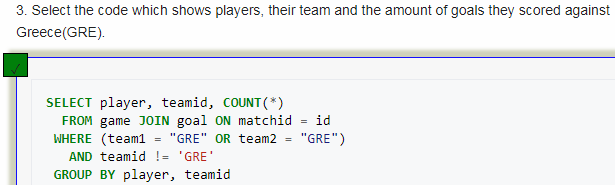 3. Select the code which shows players, their team and the amount of goals they scored against
Greece(GRE).
SELECT player, teamid, COUNT(*)
FROM game JOIN goal ON matchid = id
WHERE (team1 = "GRE" OR team2 = "GRE")
AND teamid != 'GRE'
GROUP BY player, teamid